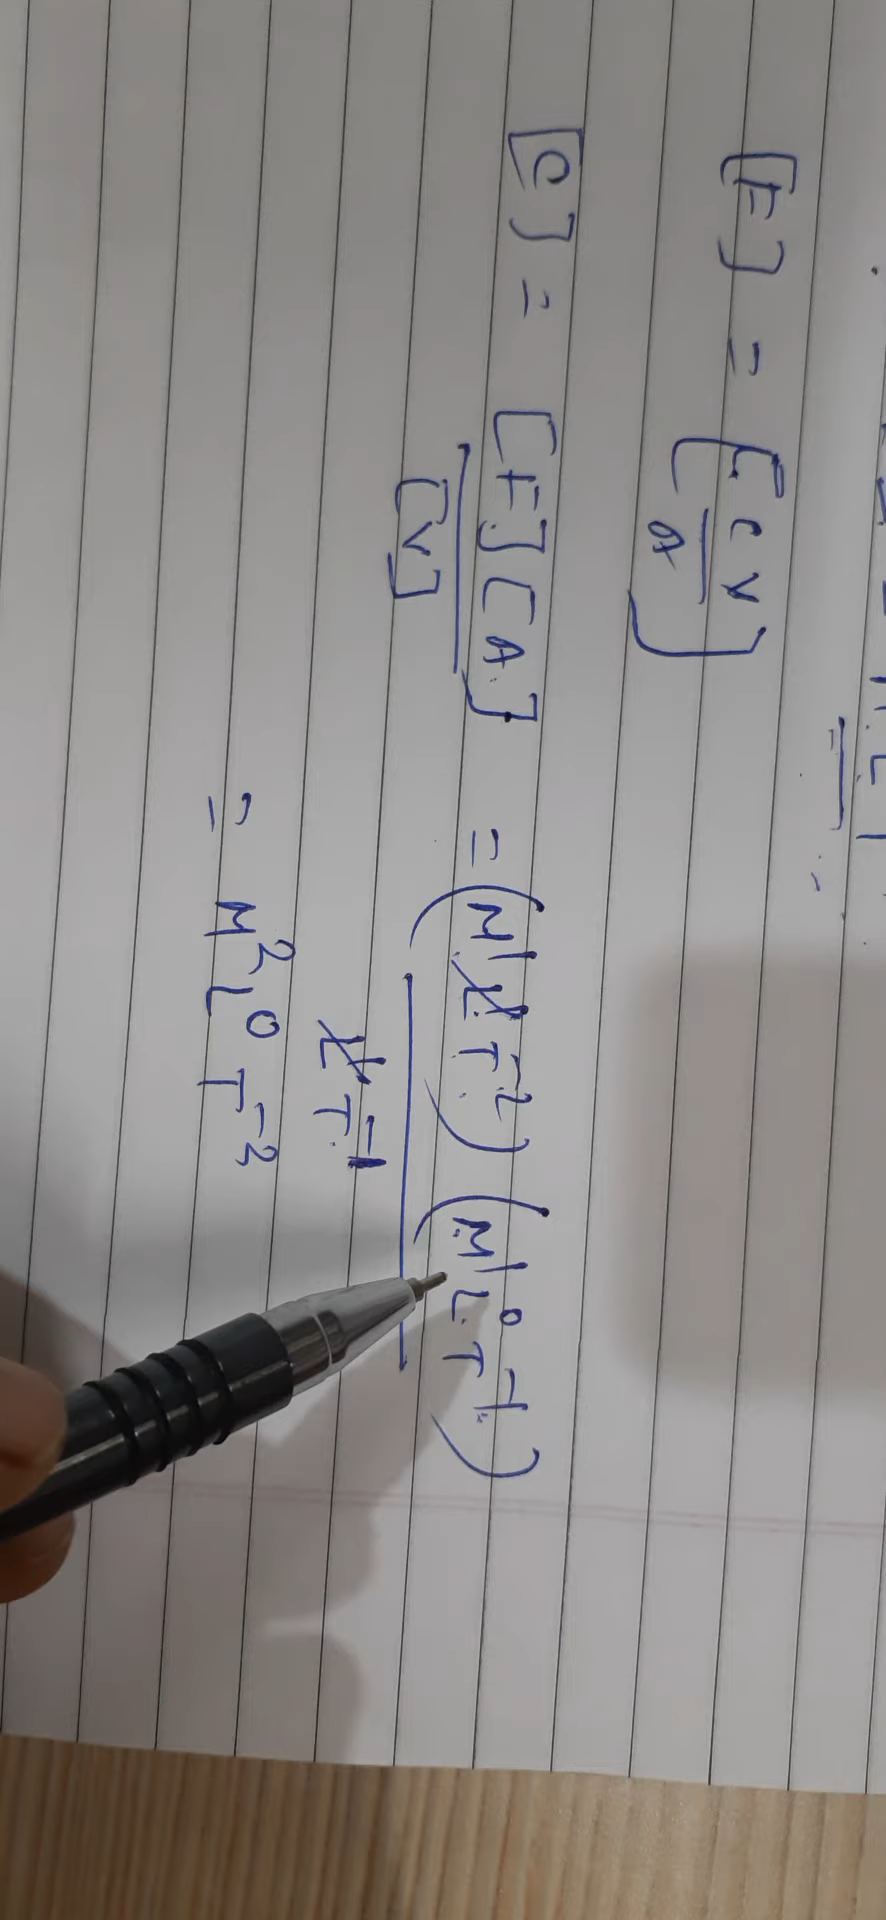 [F] = [CV/A]
[C] = [F][A]/[V] = (M¹L¹T⁻²)(M¹L⁰T⁻¹)/L¹T⁻¹
= M²L⁰T⁻²